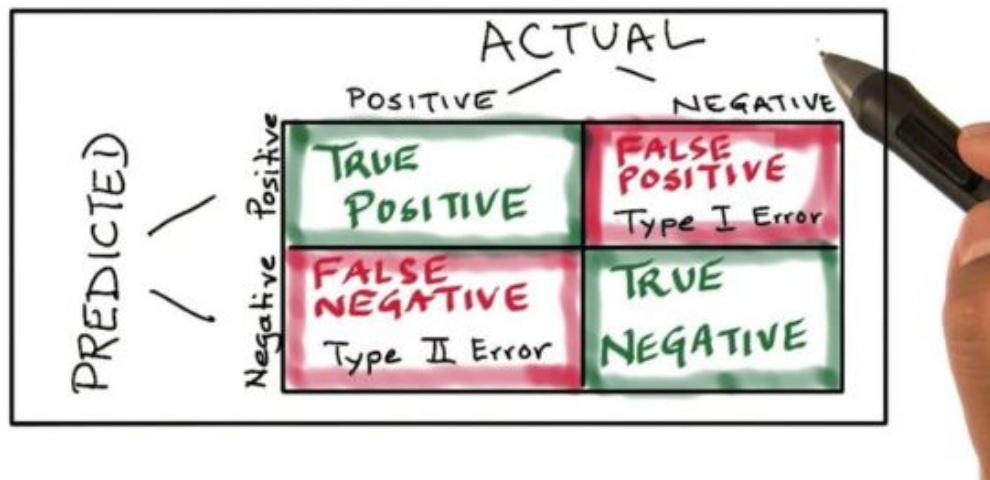 ACTUAL
POSITIVE
NEGATIVE
PREDICTED
Positive
TRUE
POSITIVE
FALSE
POSITIVE
Type I Error
Negative
FALSE
NEGATIVE
Type II Error
TRUE
NEGATIVE